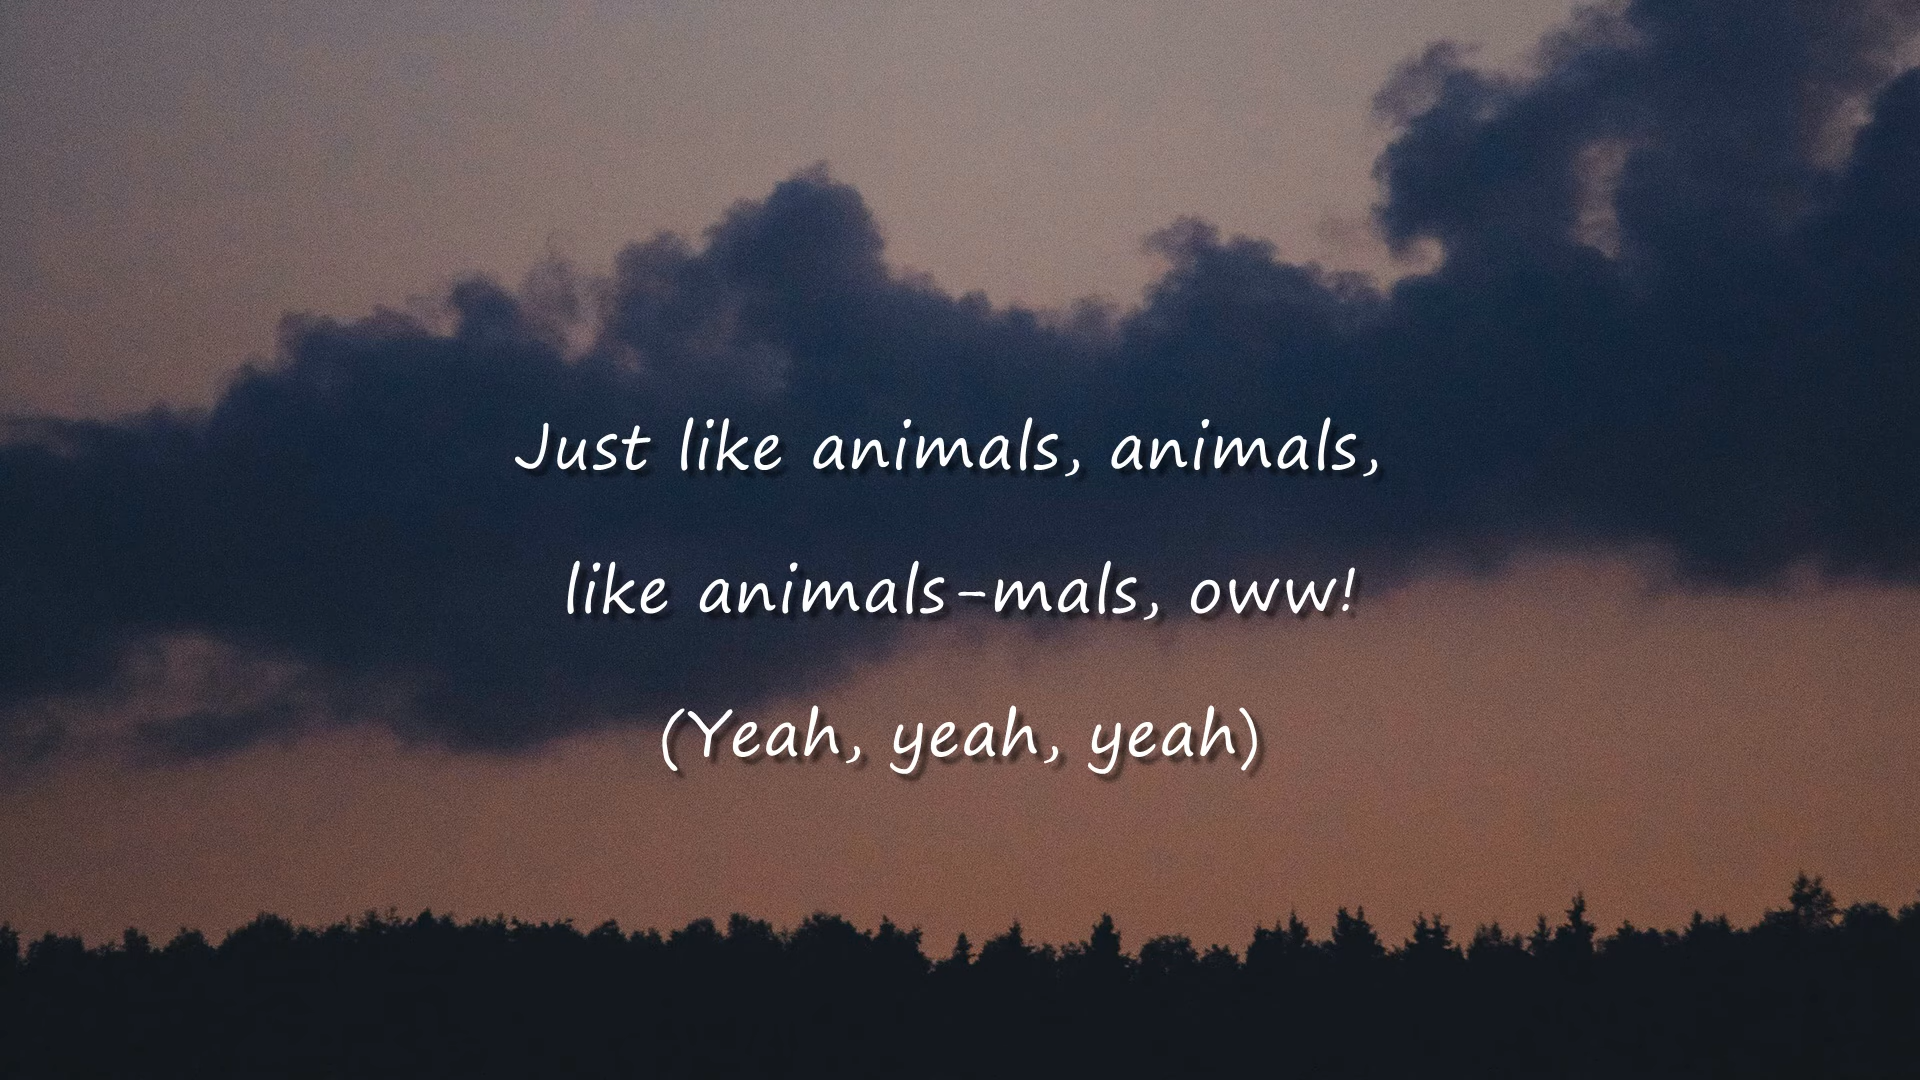 Just like animals, animals,
like animals-mals, oww!
(Yeah, yeah, yeah)